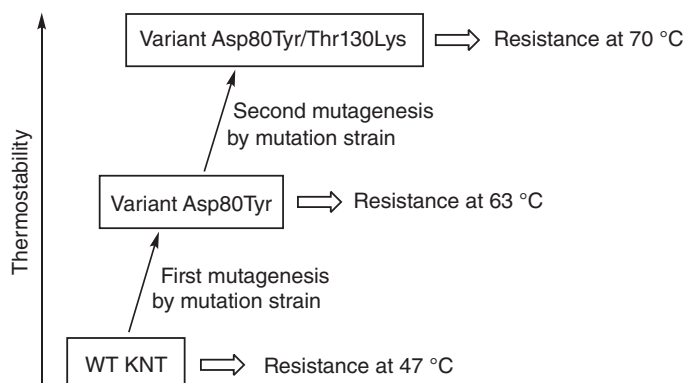 Variant Asp80Tyr/Thr130Lys
Resistance at 70 °C
Second mutagenesis
by mutation strain
Variant Asp80Tyr
Resistance at 63 °C
First mutagenesis
by mutation strain
WT KNT
Resistance at 47 °C
Thermostability